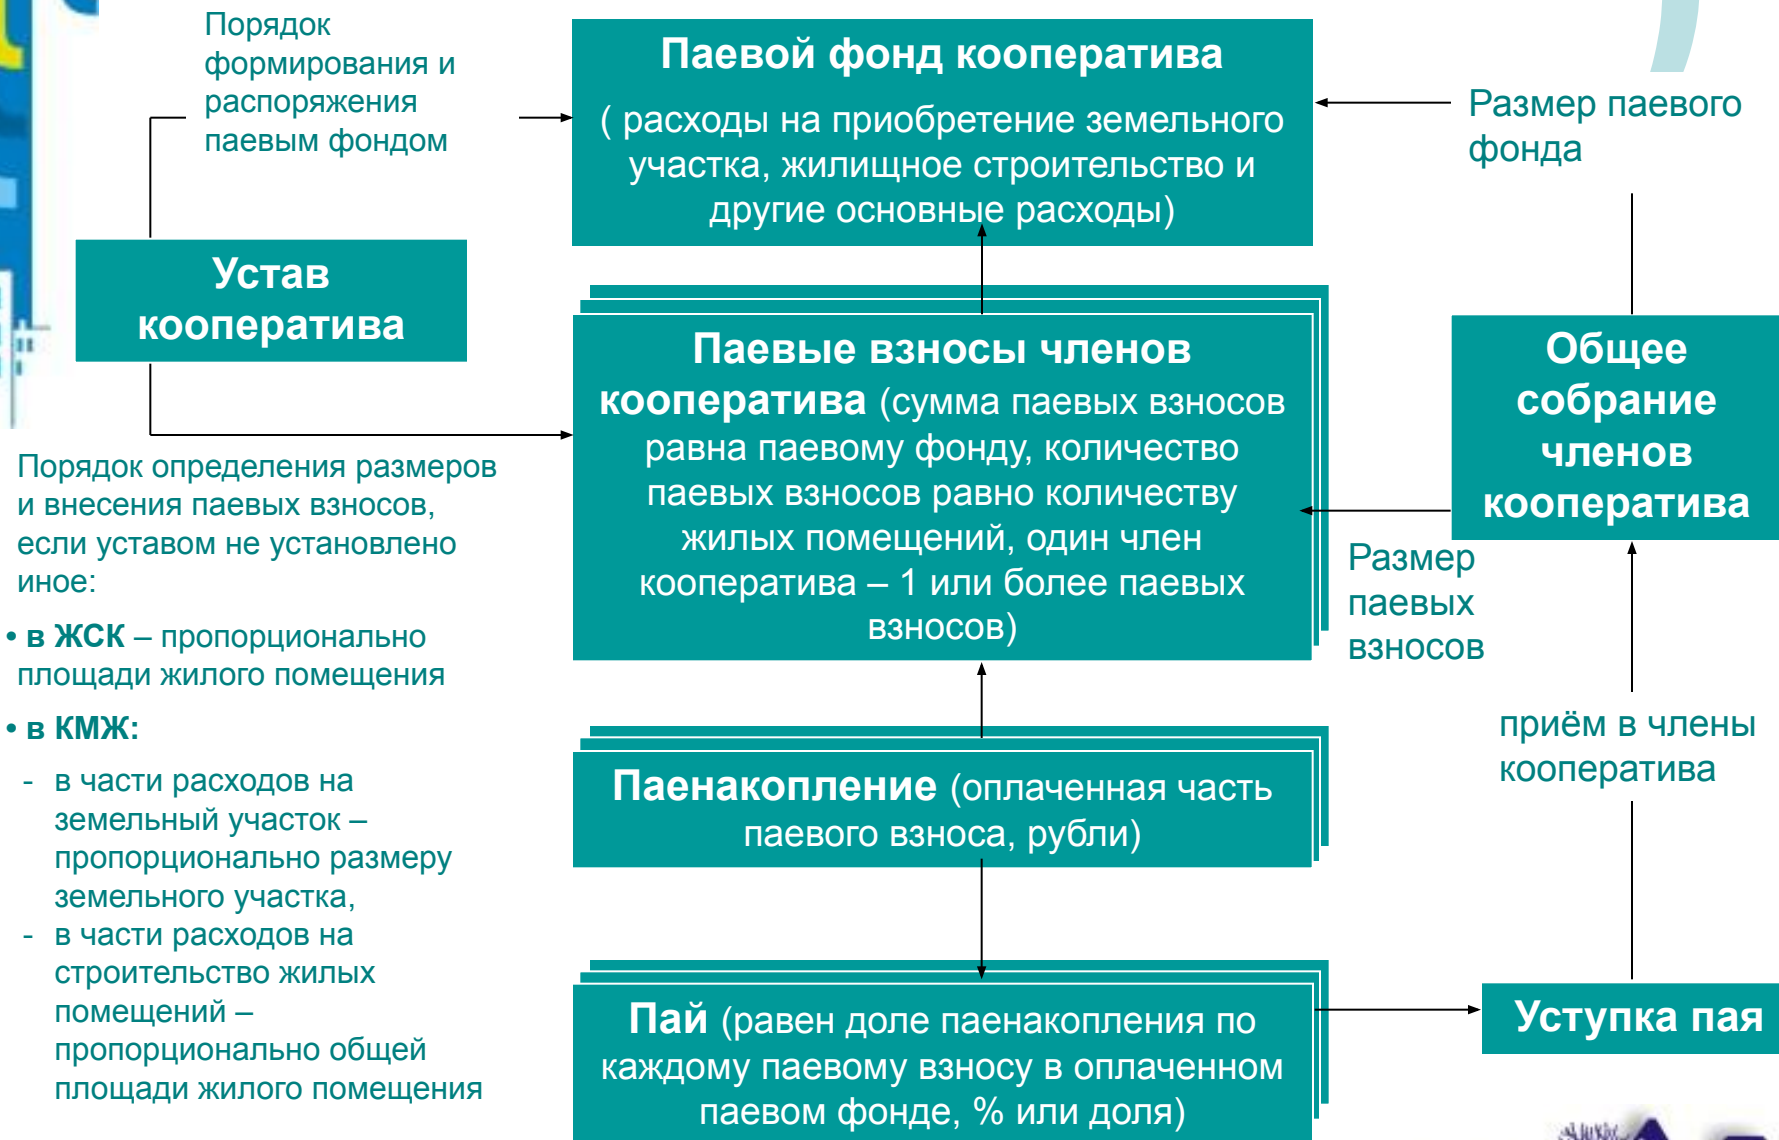 Порядок
формирования и
распоряжения
паевым фондом
Паевой фонд кооператива
( расходы на приобретение земельного
участка, жилищное строительство и
другие основные расходы)
Размер паевого
фонда
Устав
кооператива
Паевые взносы членов
кооператива (сумма паевых взносов
равна паевому фонду, количество
паевых взносов равно количеству
жилых помещений, один член
кооператива – 1 или более паевых
взносов)
Общее
собрание
членов
кооператива
Порядок определения размеров
и внесения паевых взносов,
если уставом не установлено
иное:
• в ЖСК – пропорционально
площади жилого помещения
• в КМЖ:
- в части расходов на
земельный участок –
пропорционально размеру
земельного участка,
- в части расходов на
строительство жилых
помещений –
пропорционально общей
площади жилого помещения
Размер
паевых
взносов
приём в члены
кооператива
Паенакопление (оплаченная часть
паевого взноса, рубли)
Пай (равен доле паенакопления по
каждому паевому взносу в оплаченном
паевом фонде, % или доля)
Уступка пая